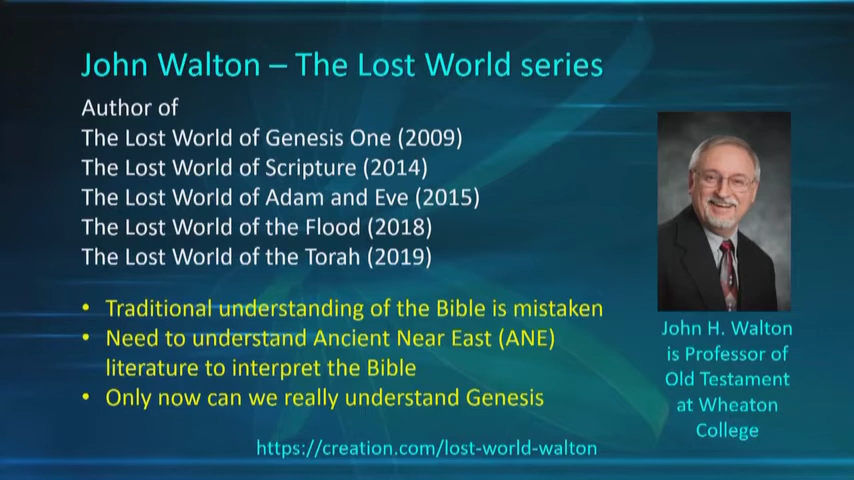 John Walton – The Lost World series
Author of
The Lost World of Genesis One (2009)
The Lost World of Scripture (2014)
The Lost World of Adam and Eve (2015)
The Lost World of the Flood (2018)
The Lost World of the Torah (2019)
• Traditional understanding of the Bible is mistaken
• Need to understand Ancient Near East (ANE)
literature to interpret the Bible
• Only now can we really understand Genesis
John H. Walton
is Professor of
Old Testament
at Wheaton
College
https://creation.com/lost-world-walton